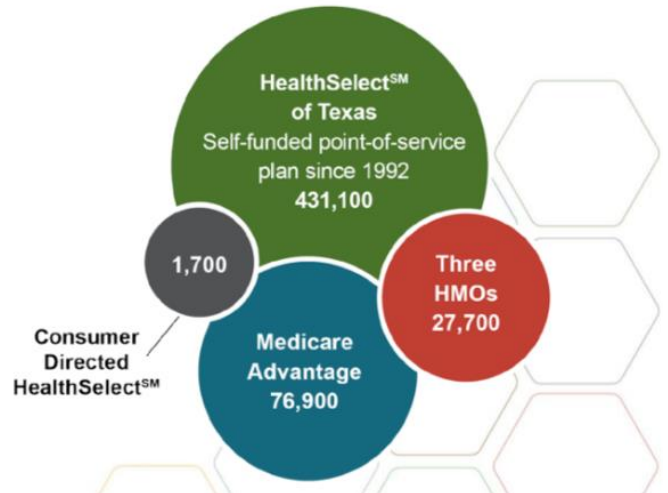 HealthSelect℠
of Texas
Self-funded point-of-service
plan since 1992
431,100
1,700
Three
HMOs
27,700
Consumer
Directed
HealthSelect℠
Medicare
Advantage
76,900